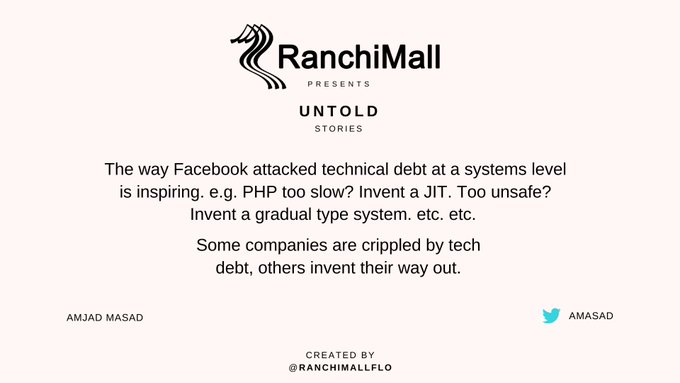 RanchiMall
PRESENTS
UNTOLD
STORIES
The way Facebook attacked technical debt at a systems level
is inspiring. e.g. PHP too slow? Invent a JIT. Too unsafe?
Invent a gradual type system. etc. etc.
Some companies are crippled by tech
debt, others invent their way out.
AMJAD MASAD
AMASAD
CREATED BY
@RANCHIMALLFLO